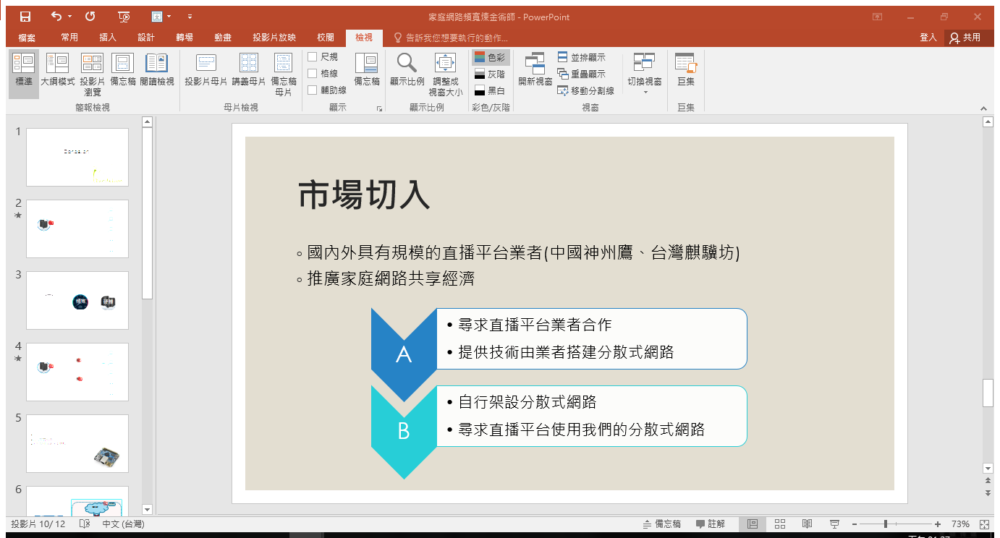 家庭網路頻寬煉金術師 - PowerPoint
檔案 常用 插入 設計 轉場 動畫 投影片放映 校閱 檢視 告訴我您想要執行的動作... 登入 共用
標準 大綱模式 投影片瀏覽 備忘稿 閱讀檢視
簡報檢視
投影片母片 講義母片 備忘稿母片
母片檢視
尺規
格線
輔助線
備忘稿
顯示
顯示比例 調整成視窗大小
顯示比例
色彩
灰階
黑白
彩色/灰階
開新視窗
並排顯示
重疊顯示
移動分割線
切換視窗
視窗
巨集
巨集
1
2
3
4
5
6
市場切入
國內外具有規模的直播平台業者(中國神州鷹、台灣麒驥坊)
推廣家庭網路共享經濟
A
• 尋求直播平台業者合作
• 提供技術由業者搭建分散式網路
B
• 自行架設分散式網路
• 尋求直播平台使用我們的分散式網路
投影片 10/ 12 中文 (台灣) 備忘稿 註解 73%